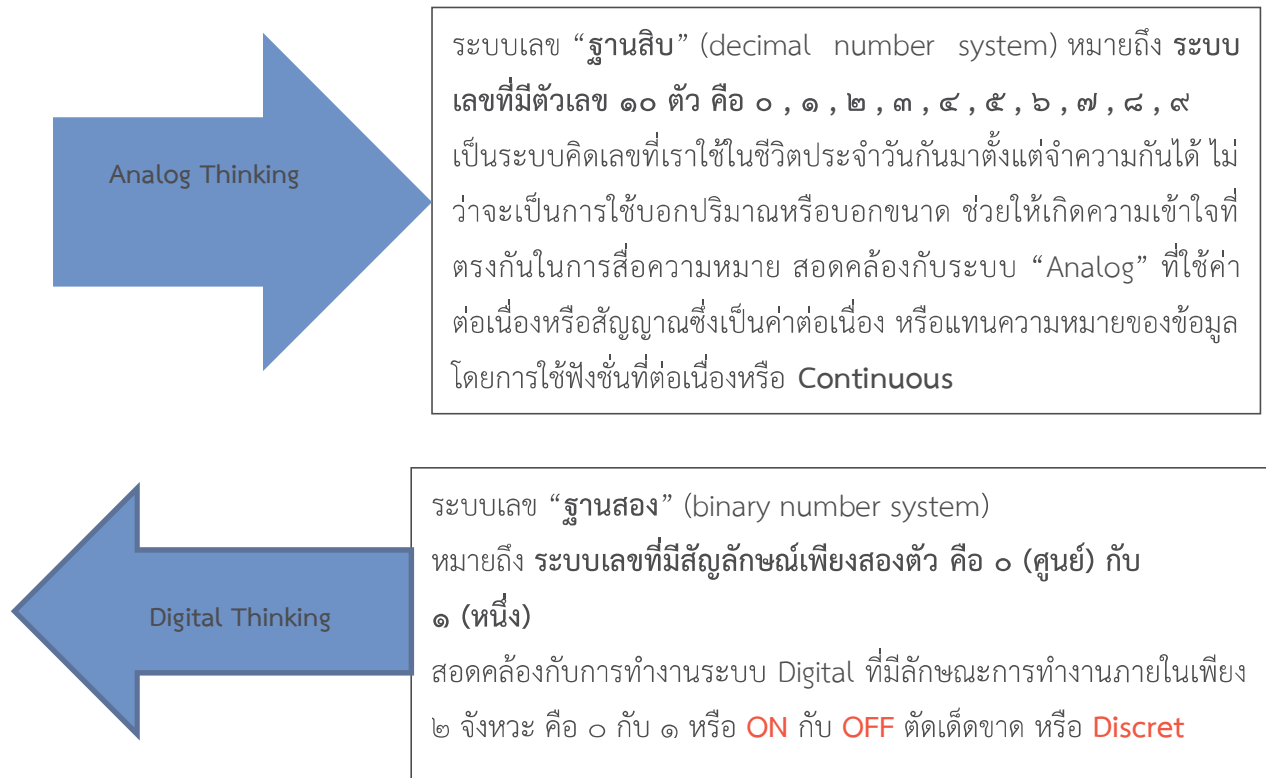 Analog Thinking
ระบบเลข “ฐานสิบ” (decimal number system) หมายถึง ระบบ
เลขที่มีตัวเลข ๑๐ ตัว คือ ๐ , ๑ , ๒ , ๓ , ๔ , ๕ , ๖ , ๗ , ๘ , ๙
เป็นระบบคิดเลขที่เราใช้ในชีวิตประจำวันกันมาตั้งแต่จำความกันได้ ไม่
ว่าจะเป็นการใช้บอกปริมาณหรือบอกขนาด ช่วยให้เกิดความเข้าใจที่
ตรงกันในการสื่อความหมาย สอดคล้องกับระบบ “Analog” ที่ใช้ค่า
ต่อเนื่องหรือสัญญาณซึ่งเป็นค่าต่อเนื่อง หรือแทนความหมายของข้อมูล
โดยการใช้ฟังชั่นที่ต่อเนื่องหรือ Continuous
Digital Thinking
ระบบเลข “ฐานสอง” (binary number system)
หมายถึง ระบบเลขที่มีสัญลักษณ์เพียงสองตัว คือ ๐ (ศูนย์) กับ
๑ (หนึ่ง)
สอดคล้องกับการทำงานระบบ Digital ที่มีลักษณะการทำงานภายในเพียง
๒ จังหวะ คือ ๐ กับ ๑ หรือ ON กับ OFF ตัดเด็ดขาด หรือ Discret